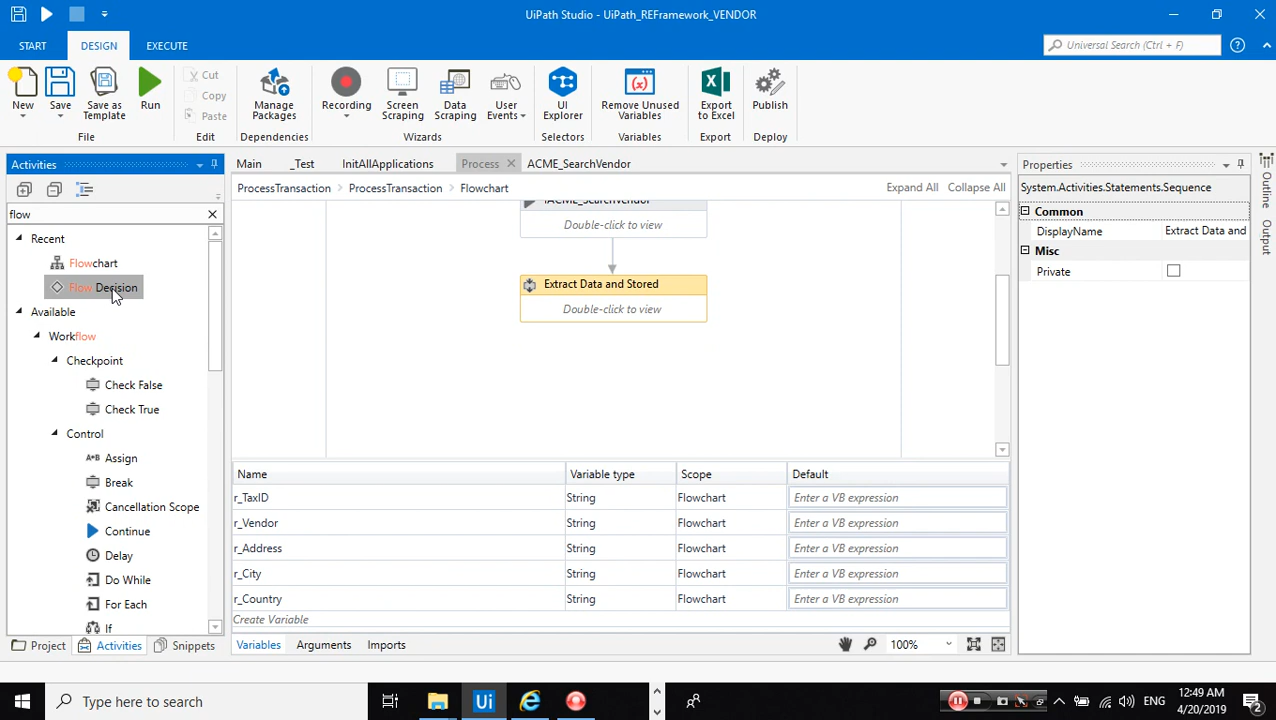 UiPath Studio - UiPath_REFramework_VENDOR
START
DESIGN
EXECUTE
Universal Search (Ctrl + F)
New
Save
Save as Template
Run
Cut
Copy
Paste
Manage Packages
Recording
Screen Scraping
Data Scraping
User Events
UI Explorer
Remove Unused Variables
Export to Excel
Publish
File
Edit
Dependencies
Wizards
Selectors
Variables
Export
Deploy
Activities
Main
_Test
InitAllApplications
Process
ACME_SearchVendor
Properties
ProcessTransaction
ProcessTransaction
Flowchart
Expand All
Collapse All
System.Activities.Statements.Sequence
flow
Common
DisplayName
Extract Data and
Misc
Private
Recent
Flowchart
Flow Decision
Available
Workflow
Checkpoint
Check False
Check True
Control
Assign
Break
Cancellation Scope
Continue
Delay
Do While
For Each
If
Double-click to view
Extract Data and Stored
Double-click to view
Name
Variable type
Scope
Default
r_TaxID
String
Flowchart
Enter a VB expression
r_Vendor
String
Flowchart
Enter a VB expression
r_Address
String
Flowchart
Enter a VB expression
r_City
String
Flowchart
Enter a VB expression
r_Country
String
Flowchart
Enter a VB expression
Create Variable
Variables
Arguments
Imports
100%
Project
Activities
Snippets
Outline
Output
Type here to search
ENG
12:49 AM
4/20/2019
2